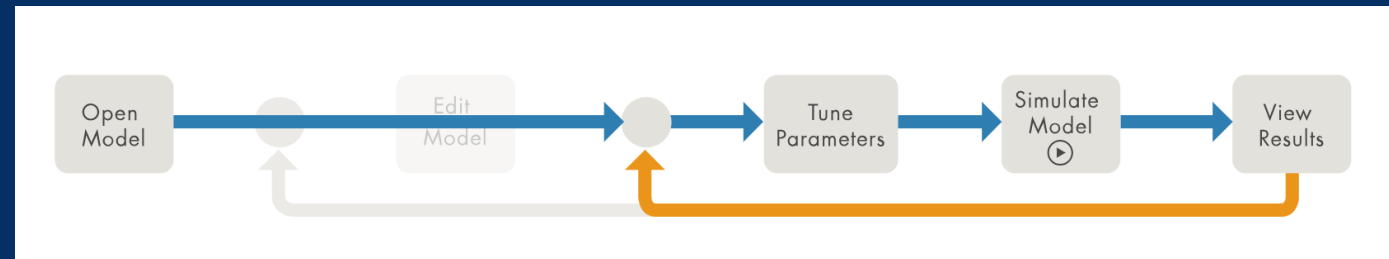 Open
Model
Edit
Model
Tune
Parameters
Simulate
Model
View
Results